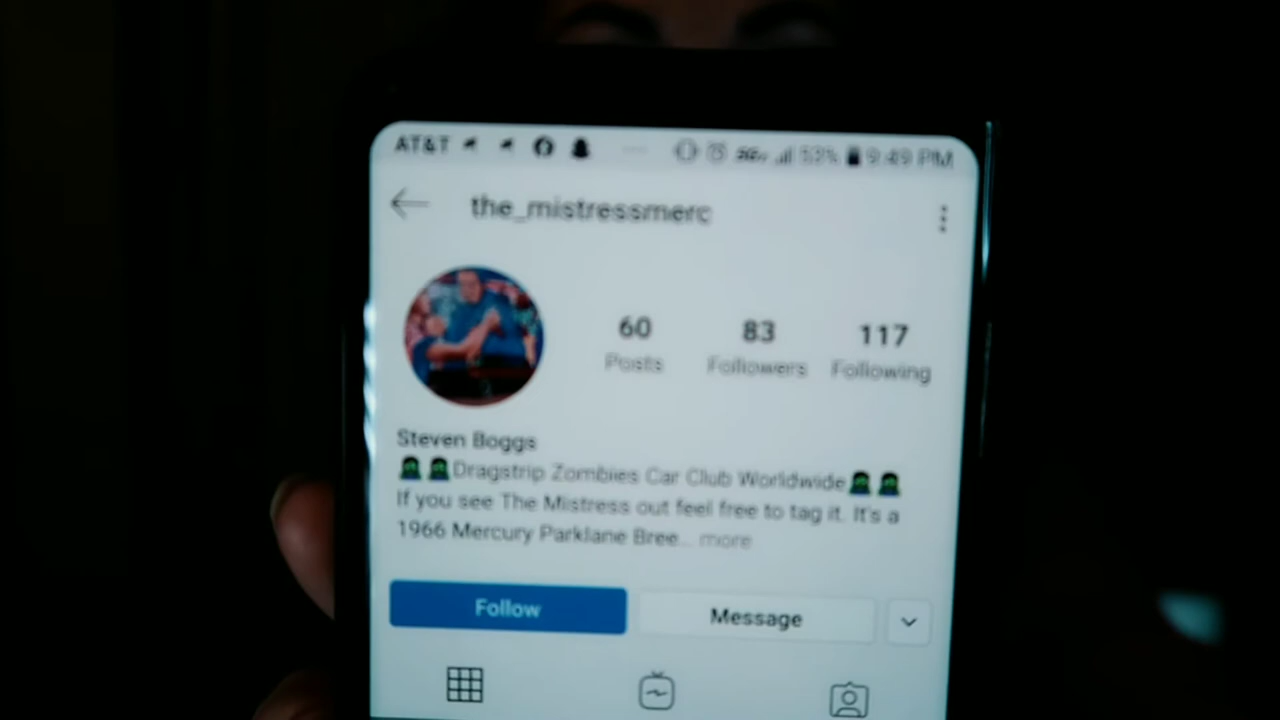 AT&T 53% 9:49 PM
the_mistressmerc
60 83 117
Posts Followers Following
Steven Boggs
Dragstrip Zombies Car Club Worldwide
If you see The Mistress out feel free to tag it. It's a
1966 Mercury Parklane Bree... more
Follow Message